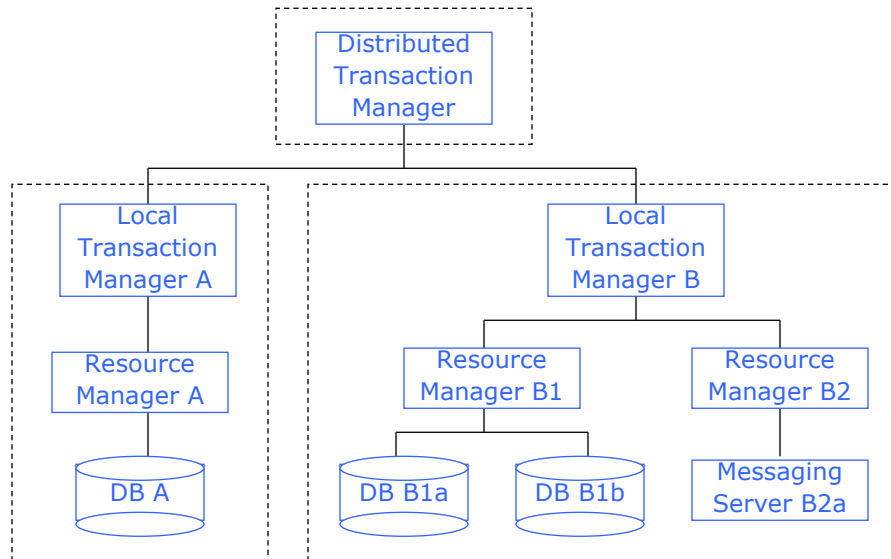 Distributed
Transaction
Manager
Local
Transaction
Manager A
Local
Transaction
Manager B
Resource
Manager A
Resource
Manager B1
Resource
Manager B2
DB A
DB B1a
DB B1b
Messaging
Server B2a